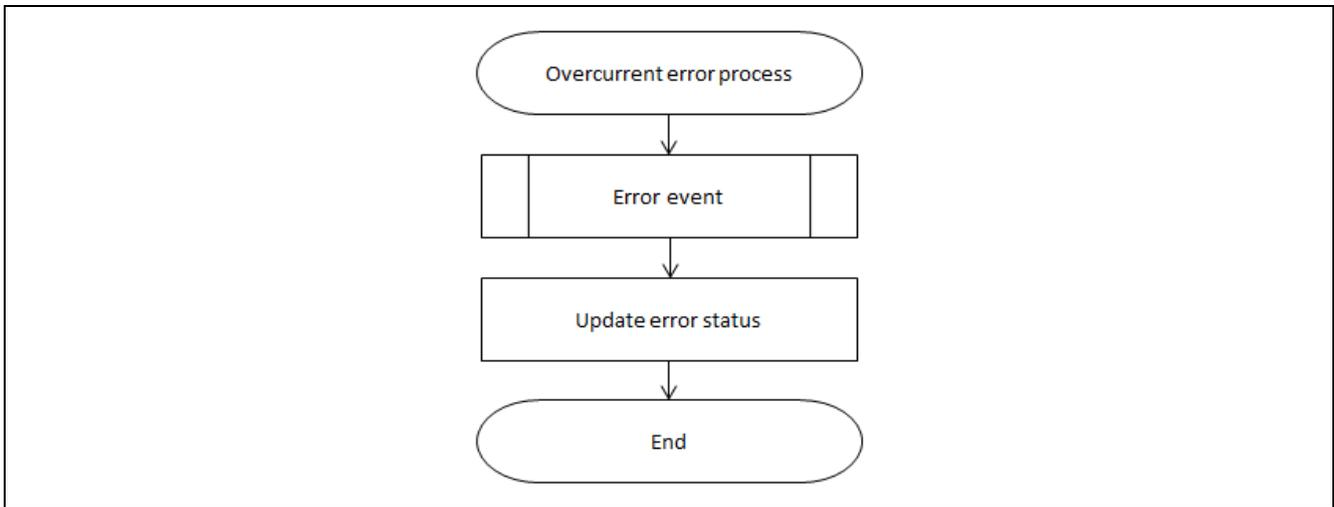 Overcurrent error process
Error event
Update error status
End